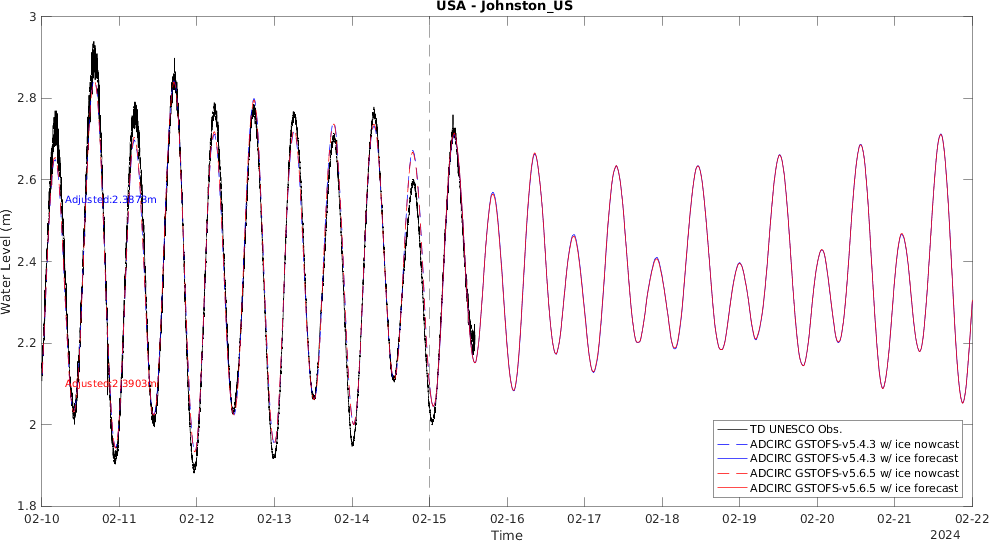 USA - Johnston_US
3
2.8
2.6
2.4
2.2
2
1.8
Water Level (m)
Adjusted:2.3373m
Adjusted:2.3903m
TD UNESCO Obs.
ADCIRC GSTOFS-v5.4.3 w/ ice nowcast
ADCIRC GSTOFS-v5.4.3 w/ ice forecast
ADCIRC GSTOFS-v5.6.5 w/ ice nowcast
ADCIRC GSTOFS-v5.6.5 w/ ice forecast
02-10 02-11 02-12 02-13 02-14 02-15 02-16 02-17 02-18 02-19 02-20 02-21 02-22
Time
2024